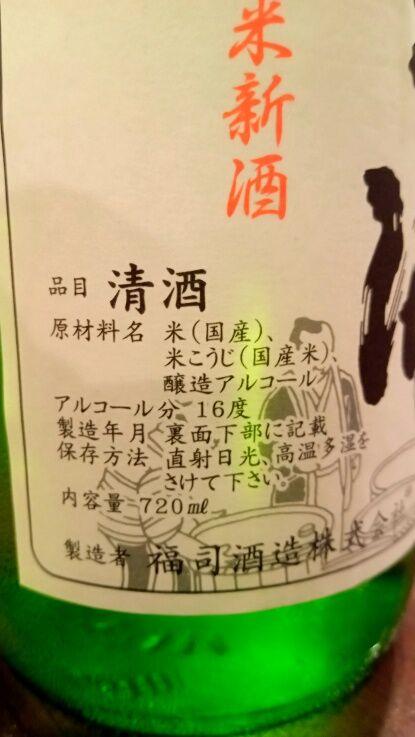 米新酒
品目 清酒
原材料名 米(国産)、
米こうじ(国産米)、
醸造アルコール
アルコール分 16度
製造年月 裏面下部に記載
保存方法 直射日光、高温多湿を
さけて下さい。
内容量 720㎖
製造者 福司酒造株式会